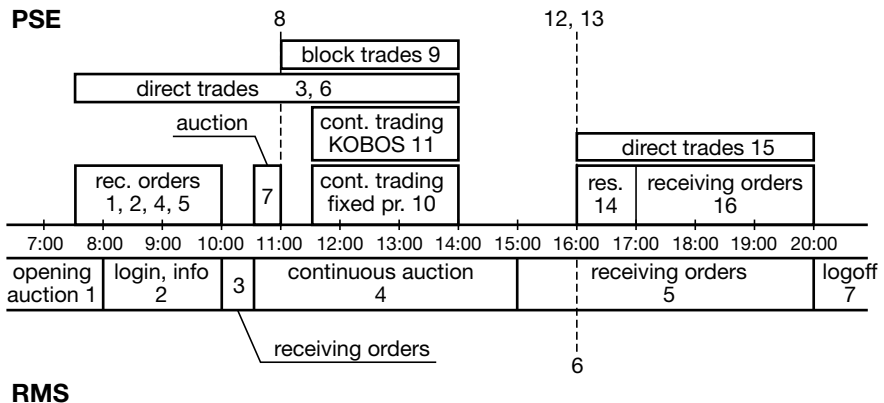 PSE
8
12, 13
block trades 9
direct trades 3, 6
auction
cont. trading
KOBOS 11
direct trades 15
rec. orders
1, 2, 4, 5
7
cont. trading
fixed pr. 10
res.
14
receiving orders
16
7:00 8:00 9:00 10:00 11:00 12:00 13:00 14:00 15:00 16:00 17:00 18:00 19:00 20:00
opening
auction 1
login, info
2
3
continuous auction
4
receiving orders
5
logoff
7
receiving orders
6
RMS